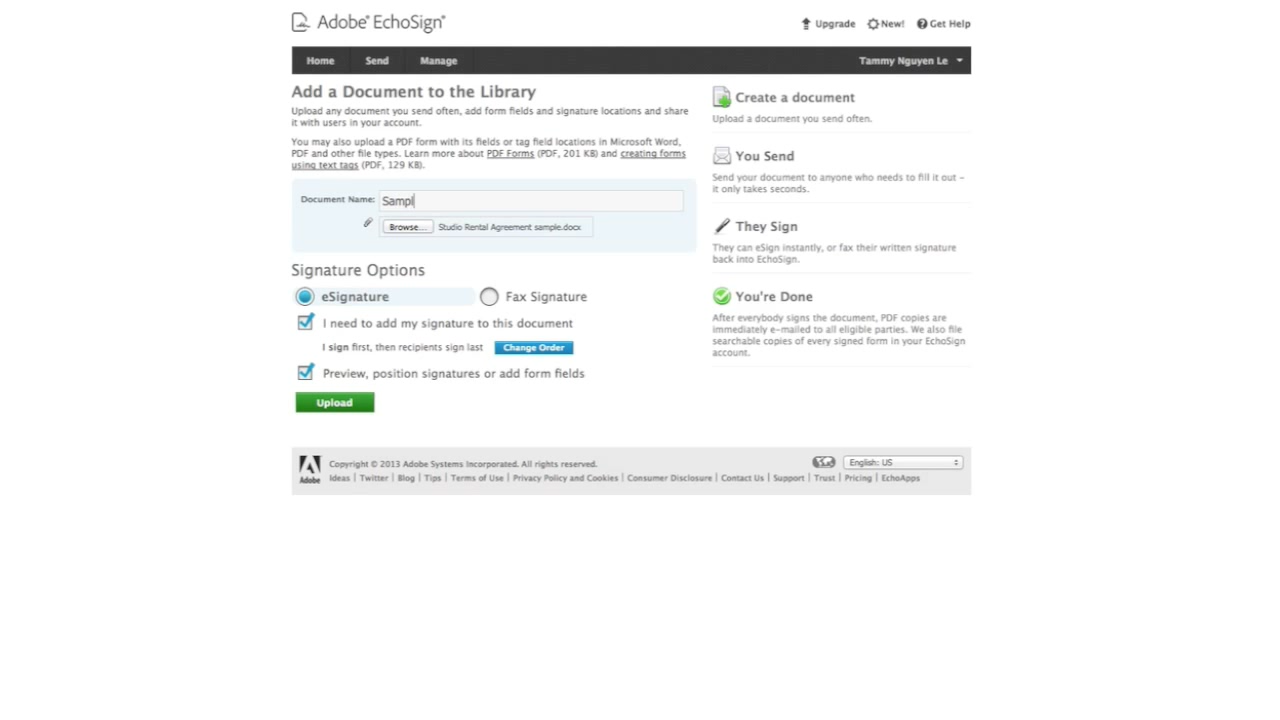 Adobe® EchoSign®
Upgrade New! Get Help
Home Send Manage Tammy Nguyen Le
Add a Document to the Library
Upload any document you send often, add form fields and signature locations and share
it with users in your account.
You may also upload a PDF form with its fields or tag field locations in Microsoft Word,
PDF and other file types. Learn more about PDF Forms (PDF, 201 KB) and creating forms
using text tags (PDF, 129 KB).
Document Name: Sampl
Browse... Studio Rental Agreement sample.docx
Signature Options
eSignature Fax Signature
I need to add my signature to this document
I sign first, then recipients sign last Change Order
Preview, position signatures or add form fields
Upload
Create a document
Upload a document you send often.
You Send
Send your document to anyone who needs to fill it out –
it only takes seconds.
They Sign
They can eSign instantly, or fax their written signature
back into EchoSign.
You're Done
After everybody signs the document, PDF copies are
immediately e-mailed to all eligible parties. We also file
searchable copies of every signed form in your EchoSign
account.
Adobe
Copyright © 2013 Adobe Systems Incorporated. All rights reserved.
English: US
Ideas | Twitter | Blog | Tips | Terms of Use | Privacy Policy and Cookies | Consumer Disclosure | Contact Us | Support | Trust | Pricing | EchoApps